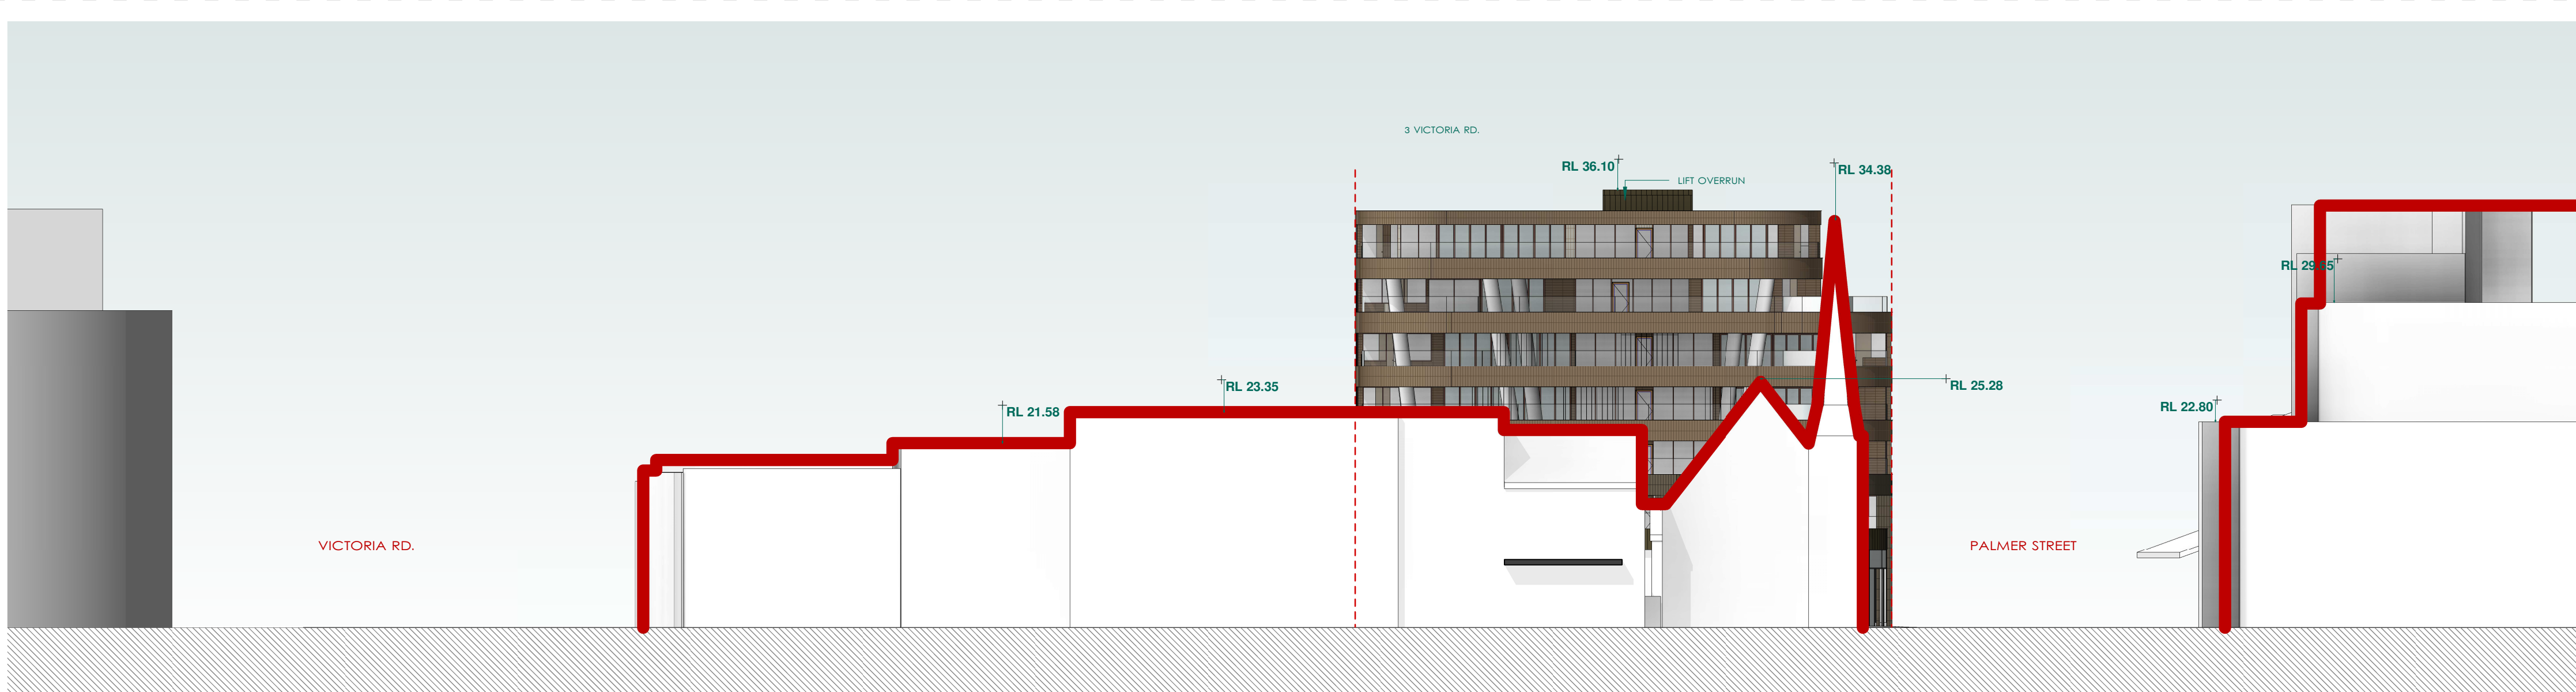 3 VICTORIA RD.
RL 36.10
RL 34.38
LIFT OVERRUN
RL 29.65
RL 23.35
RL 25.28
RL 21.58
RL 22.80
VICTORIA RD.
PALMER STREET